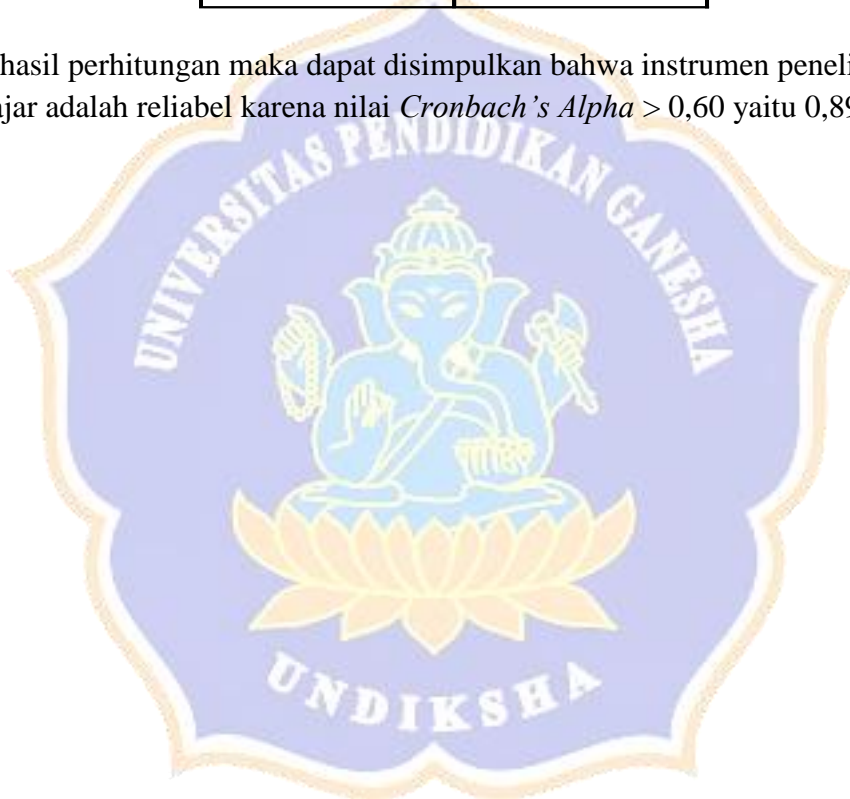 hasil perhitungan maka dapat disimpulkan bahwa instrumen peneli
jar adalah reliabel karena nilai Cronbach's Alpha > 0,60 yaitu 0,89
UNIVERSITAS PENDIDIKAN GANESHA
UNDIKSHA